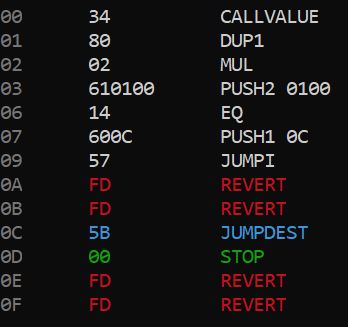 00 34 CALLVALUE
01 80 DUP1
02 02 MUL
03 610100 PUSH2 0100
06 14 EQ
07 600C PUSH1 0C
09 57 JUMPI
0A FD REVERT
0B FD REVERT
0C 5B JUMPDEST
0D 00 STOP
0E FD REVERT
0F FD REVERT